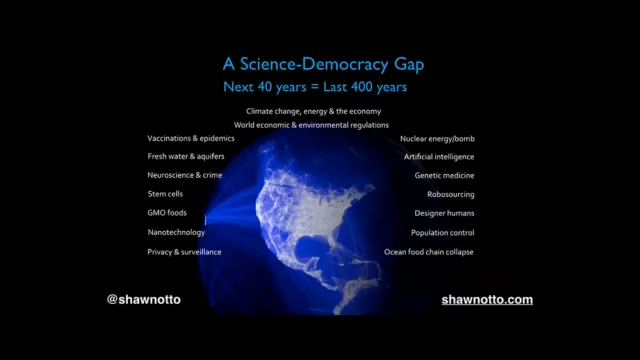 A Science-Democracy Gap
Next 40 years = Last 400 years
Climate change, energy & the economy
World economic & environmental regulations
Vaccinations & epidemics
Fresh water & aquifers
Neuroscience & crime
Stem cells
GMO foods
Nanotechnology
Privacy & surveillance
Nuclear energy/bomb
Artificial intelligence
Genetic medicine
Robosourcing
Designer humans
Population control
Ocean food chain collapse
@shawnotto
shawnotto.com